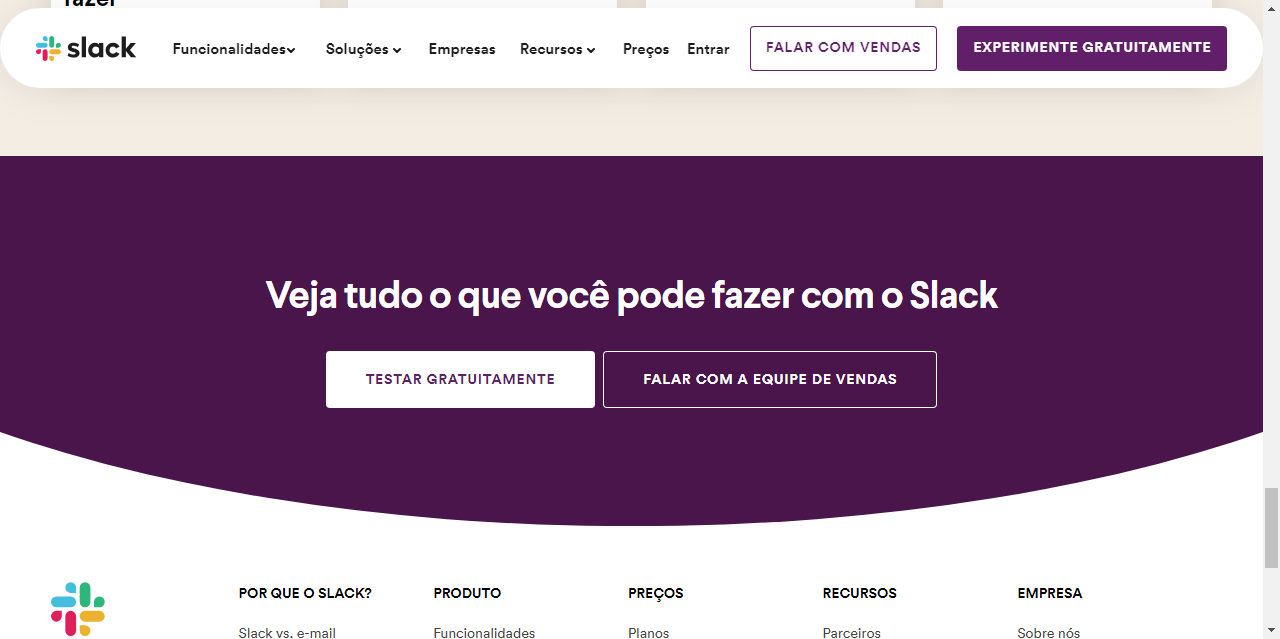 fazer
slack
Funcionalidades
Soluções
Empresas
Recursos
Preços
Entrar
FALAR COM VENDAS
EXPERIMENTE GRATUITAMENTE
Veja tudo o que você pode fazer com o Slack
TESTAR GRATUITAMENTE
FALAR COM A EQUIPE DE VENDAS
POR QUE O SLACK?
Slack vs. e-mail
PRODUTO
Funcionalidades
PREÇOS
Planos
RECURSOS
Parceiros
EMPRESA
Sobre nós